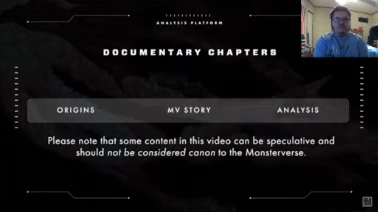 ANALYSIS PLATFORM
DOCUMENTARY CHAPTERS
ORIGINS MV STORY ANALYSIS
Please note that some content in this video can be speculative and
should not be considered canon to the Monsterverse.